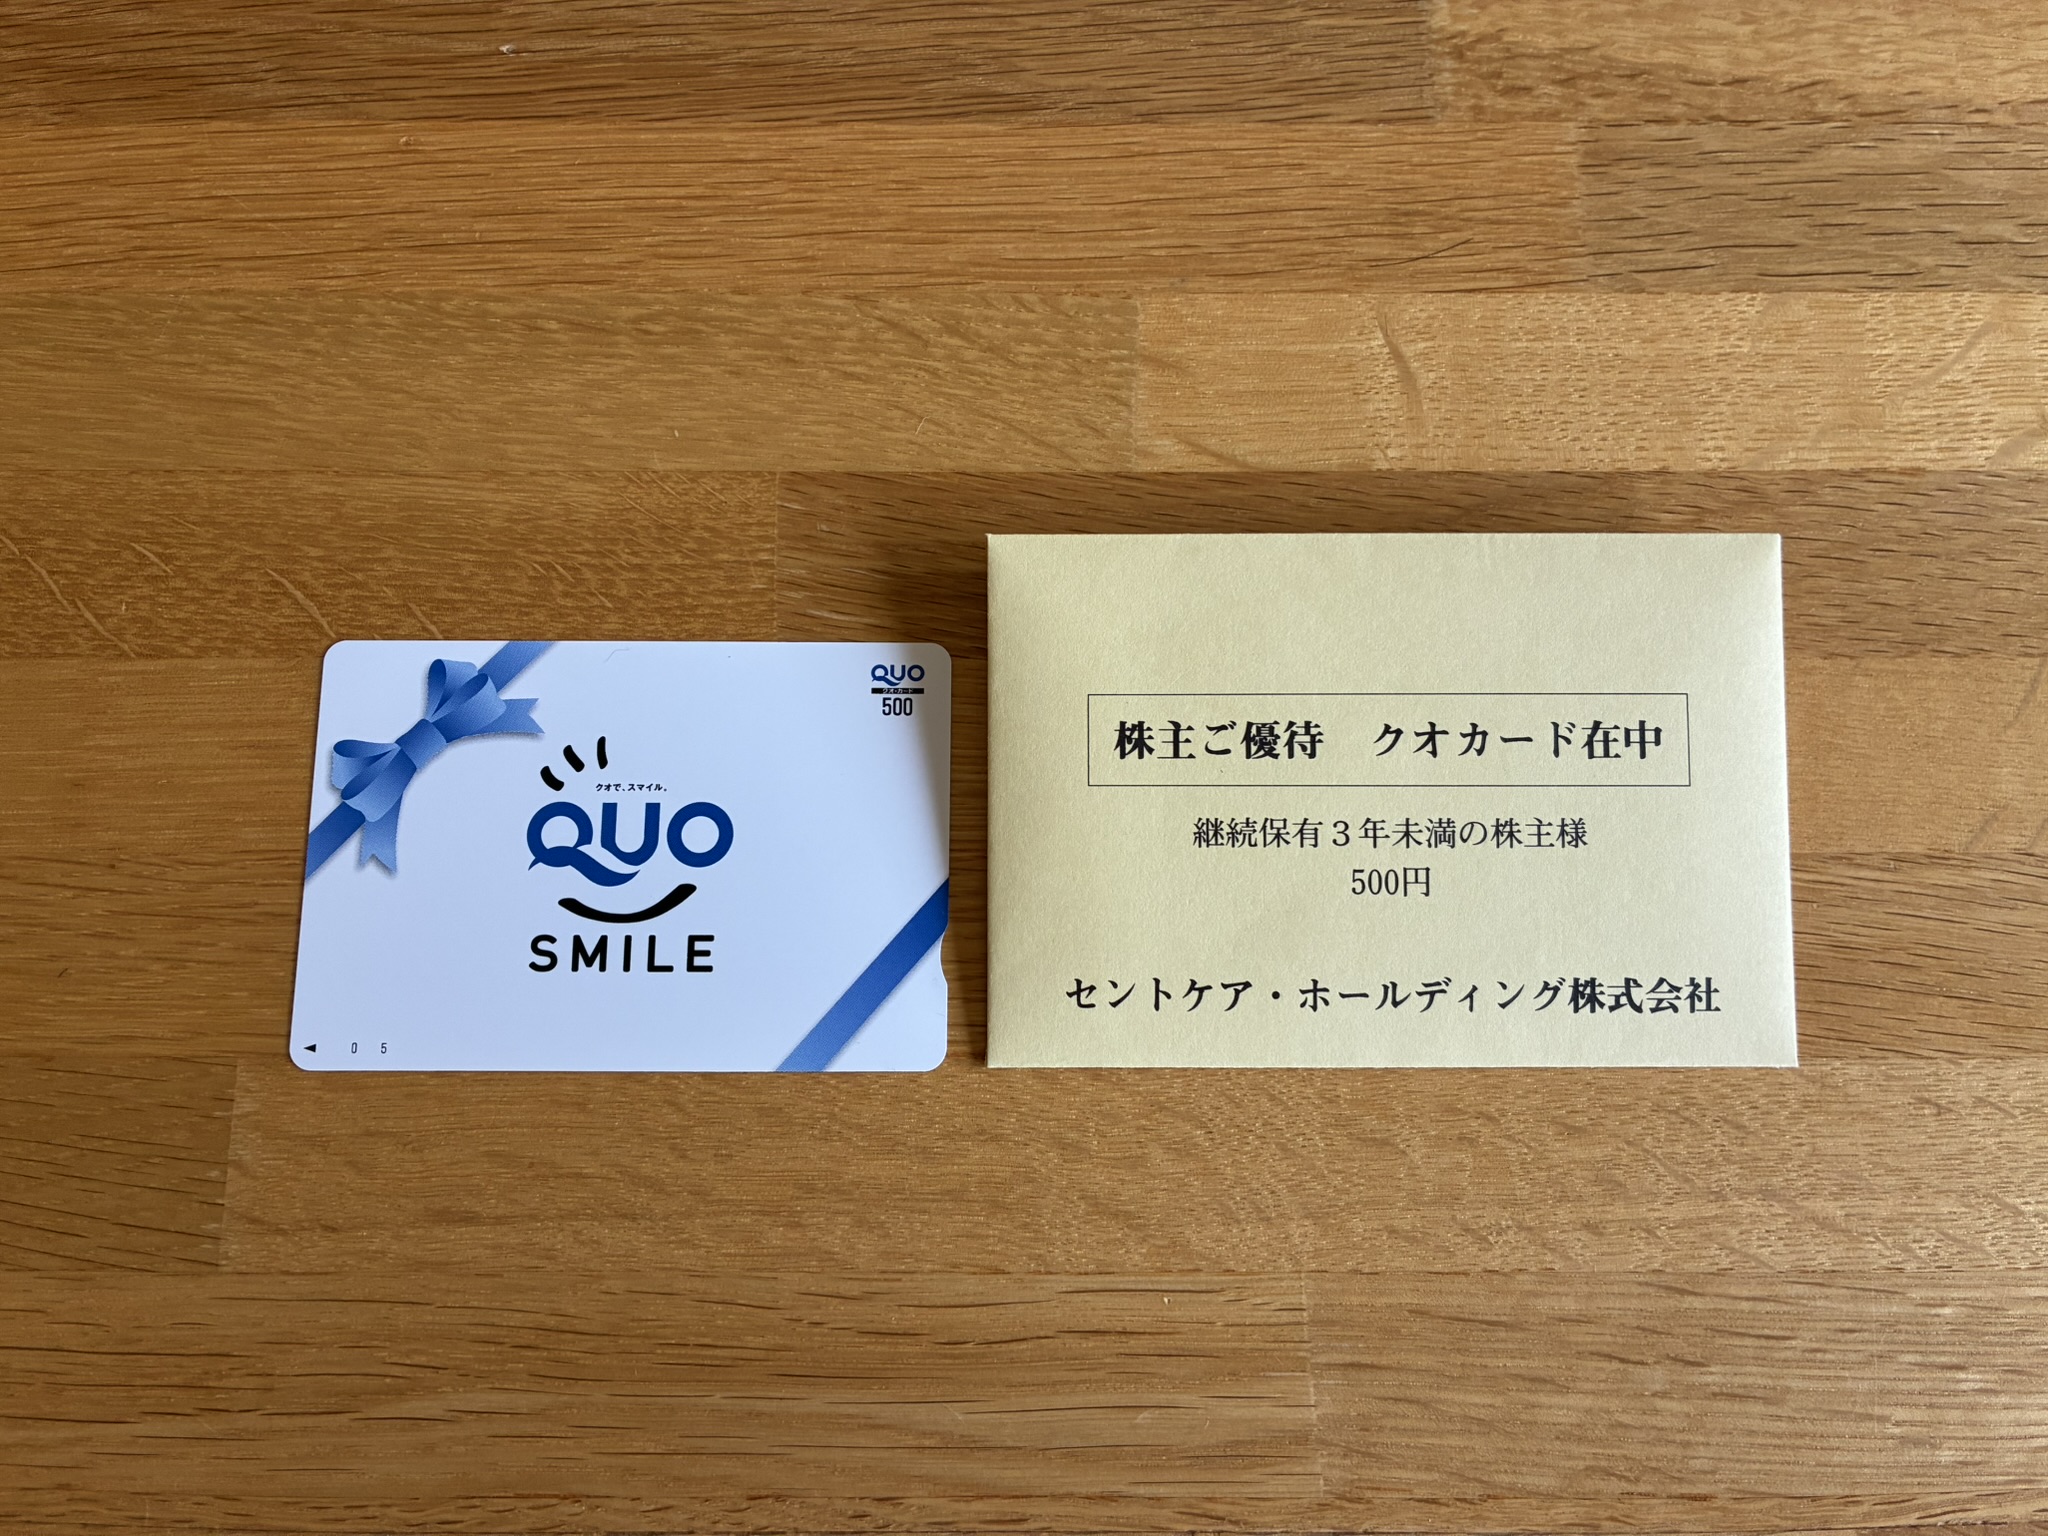 QUO
クオ・カード
500
クオで、スマイル。
QUO
SMILE
◀ 0 5
株主ご優待　クオカード在中
継続保有３年未満の株主様
500円
セントケア・ホールディング株式会社